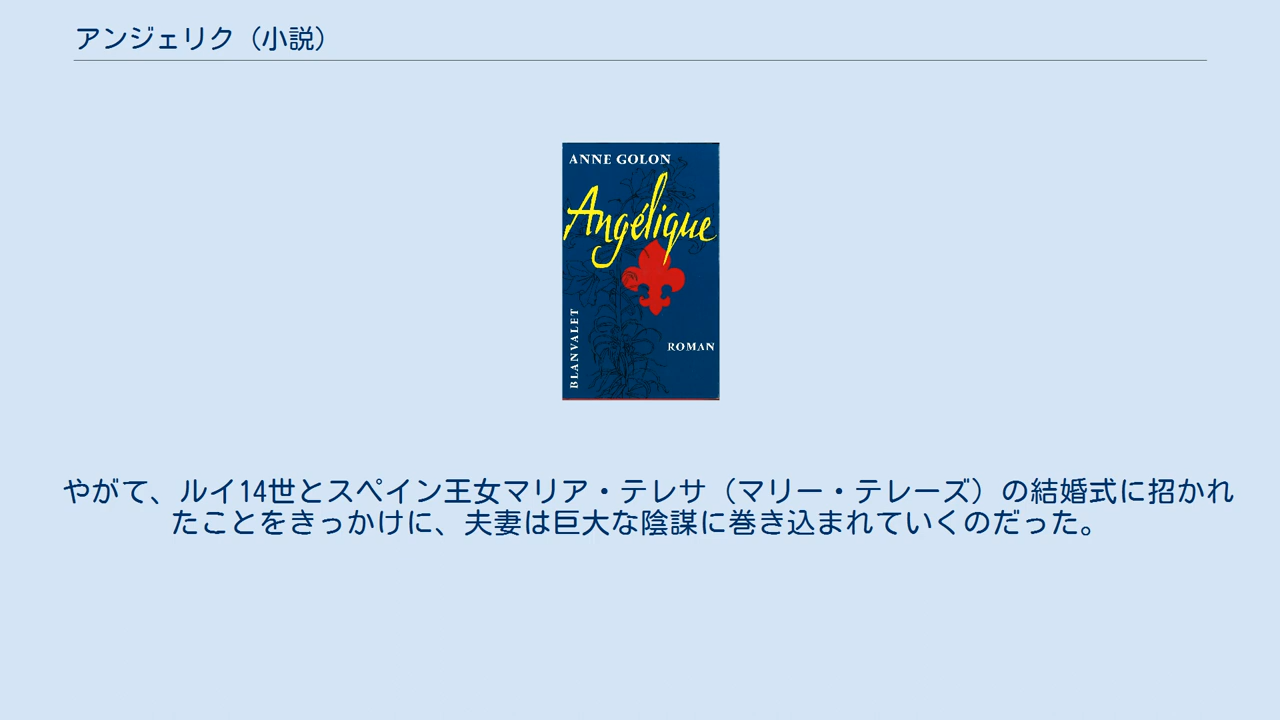 アンジェリク（小説）
ANNE GOLON
Angélique
BLANVALET
ROMAN
やがて、ルイ14世とスペイン王女マリア・テレサ（マリー・テレーズ）の結婚式に招かれ
たことをきっかけに、夫妻は巨大な陰謀に巻き込まれていくのだった。